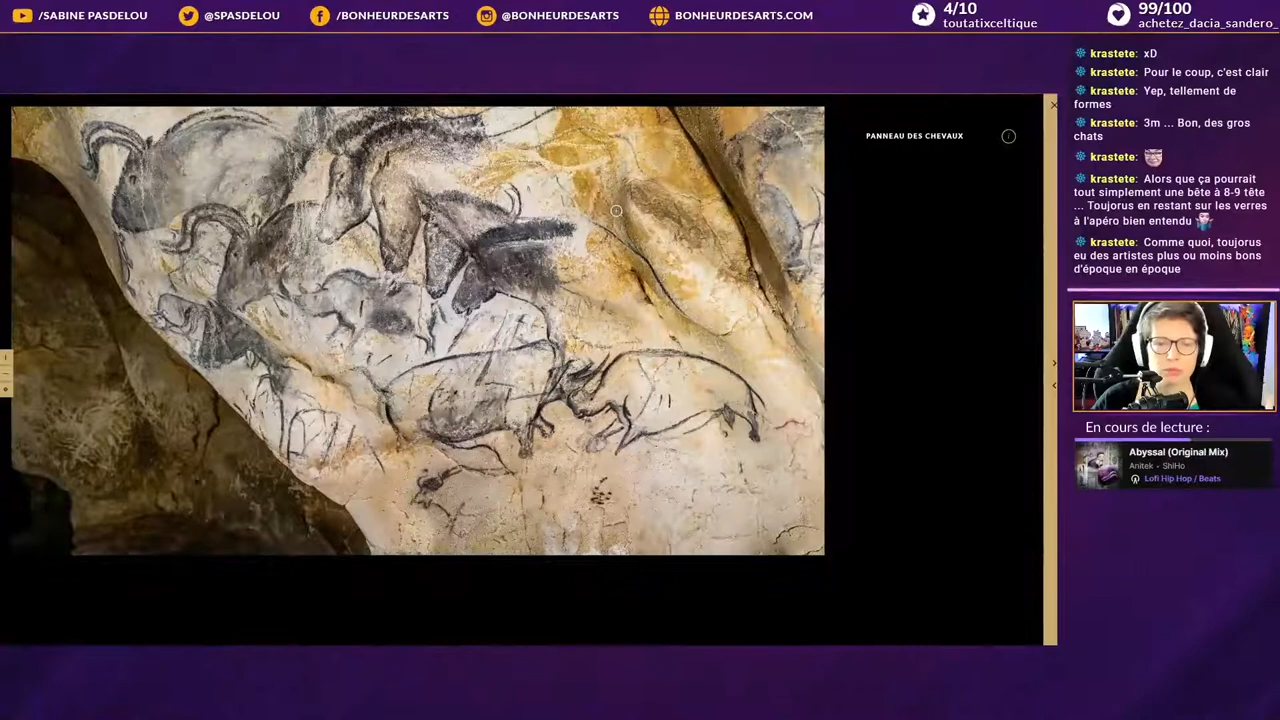 /SABINE PASDELOU
@SPASDELOU
/BONHEURDESARTS
@BONHEURDESARTS
BONHEURDESARTS.COM
4/10
toutatixceltique
99/100
achetez_dacia_sandero_
krastete: xD
krastete: Pour le coup, c'est clair
krastete: Yep, tellement de
formes
krastete: 3m ... Bon, des gros
chats
krastete:
krastete: Alors que ça pourrait
tout simplement une bête à 8-9 tête
... Toujorus en restant sur les verres
à l'apéro bien entendu
krastete: Comme quoi, toujorus
eu des artistes plus ou moins bons
d'époque en époque
PANNEAU DES CHEVAUX
En cours de lecture :
Abyssal (Original Mix)
Anitek - ShiHo
Lofi Hip Hop / Beats